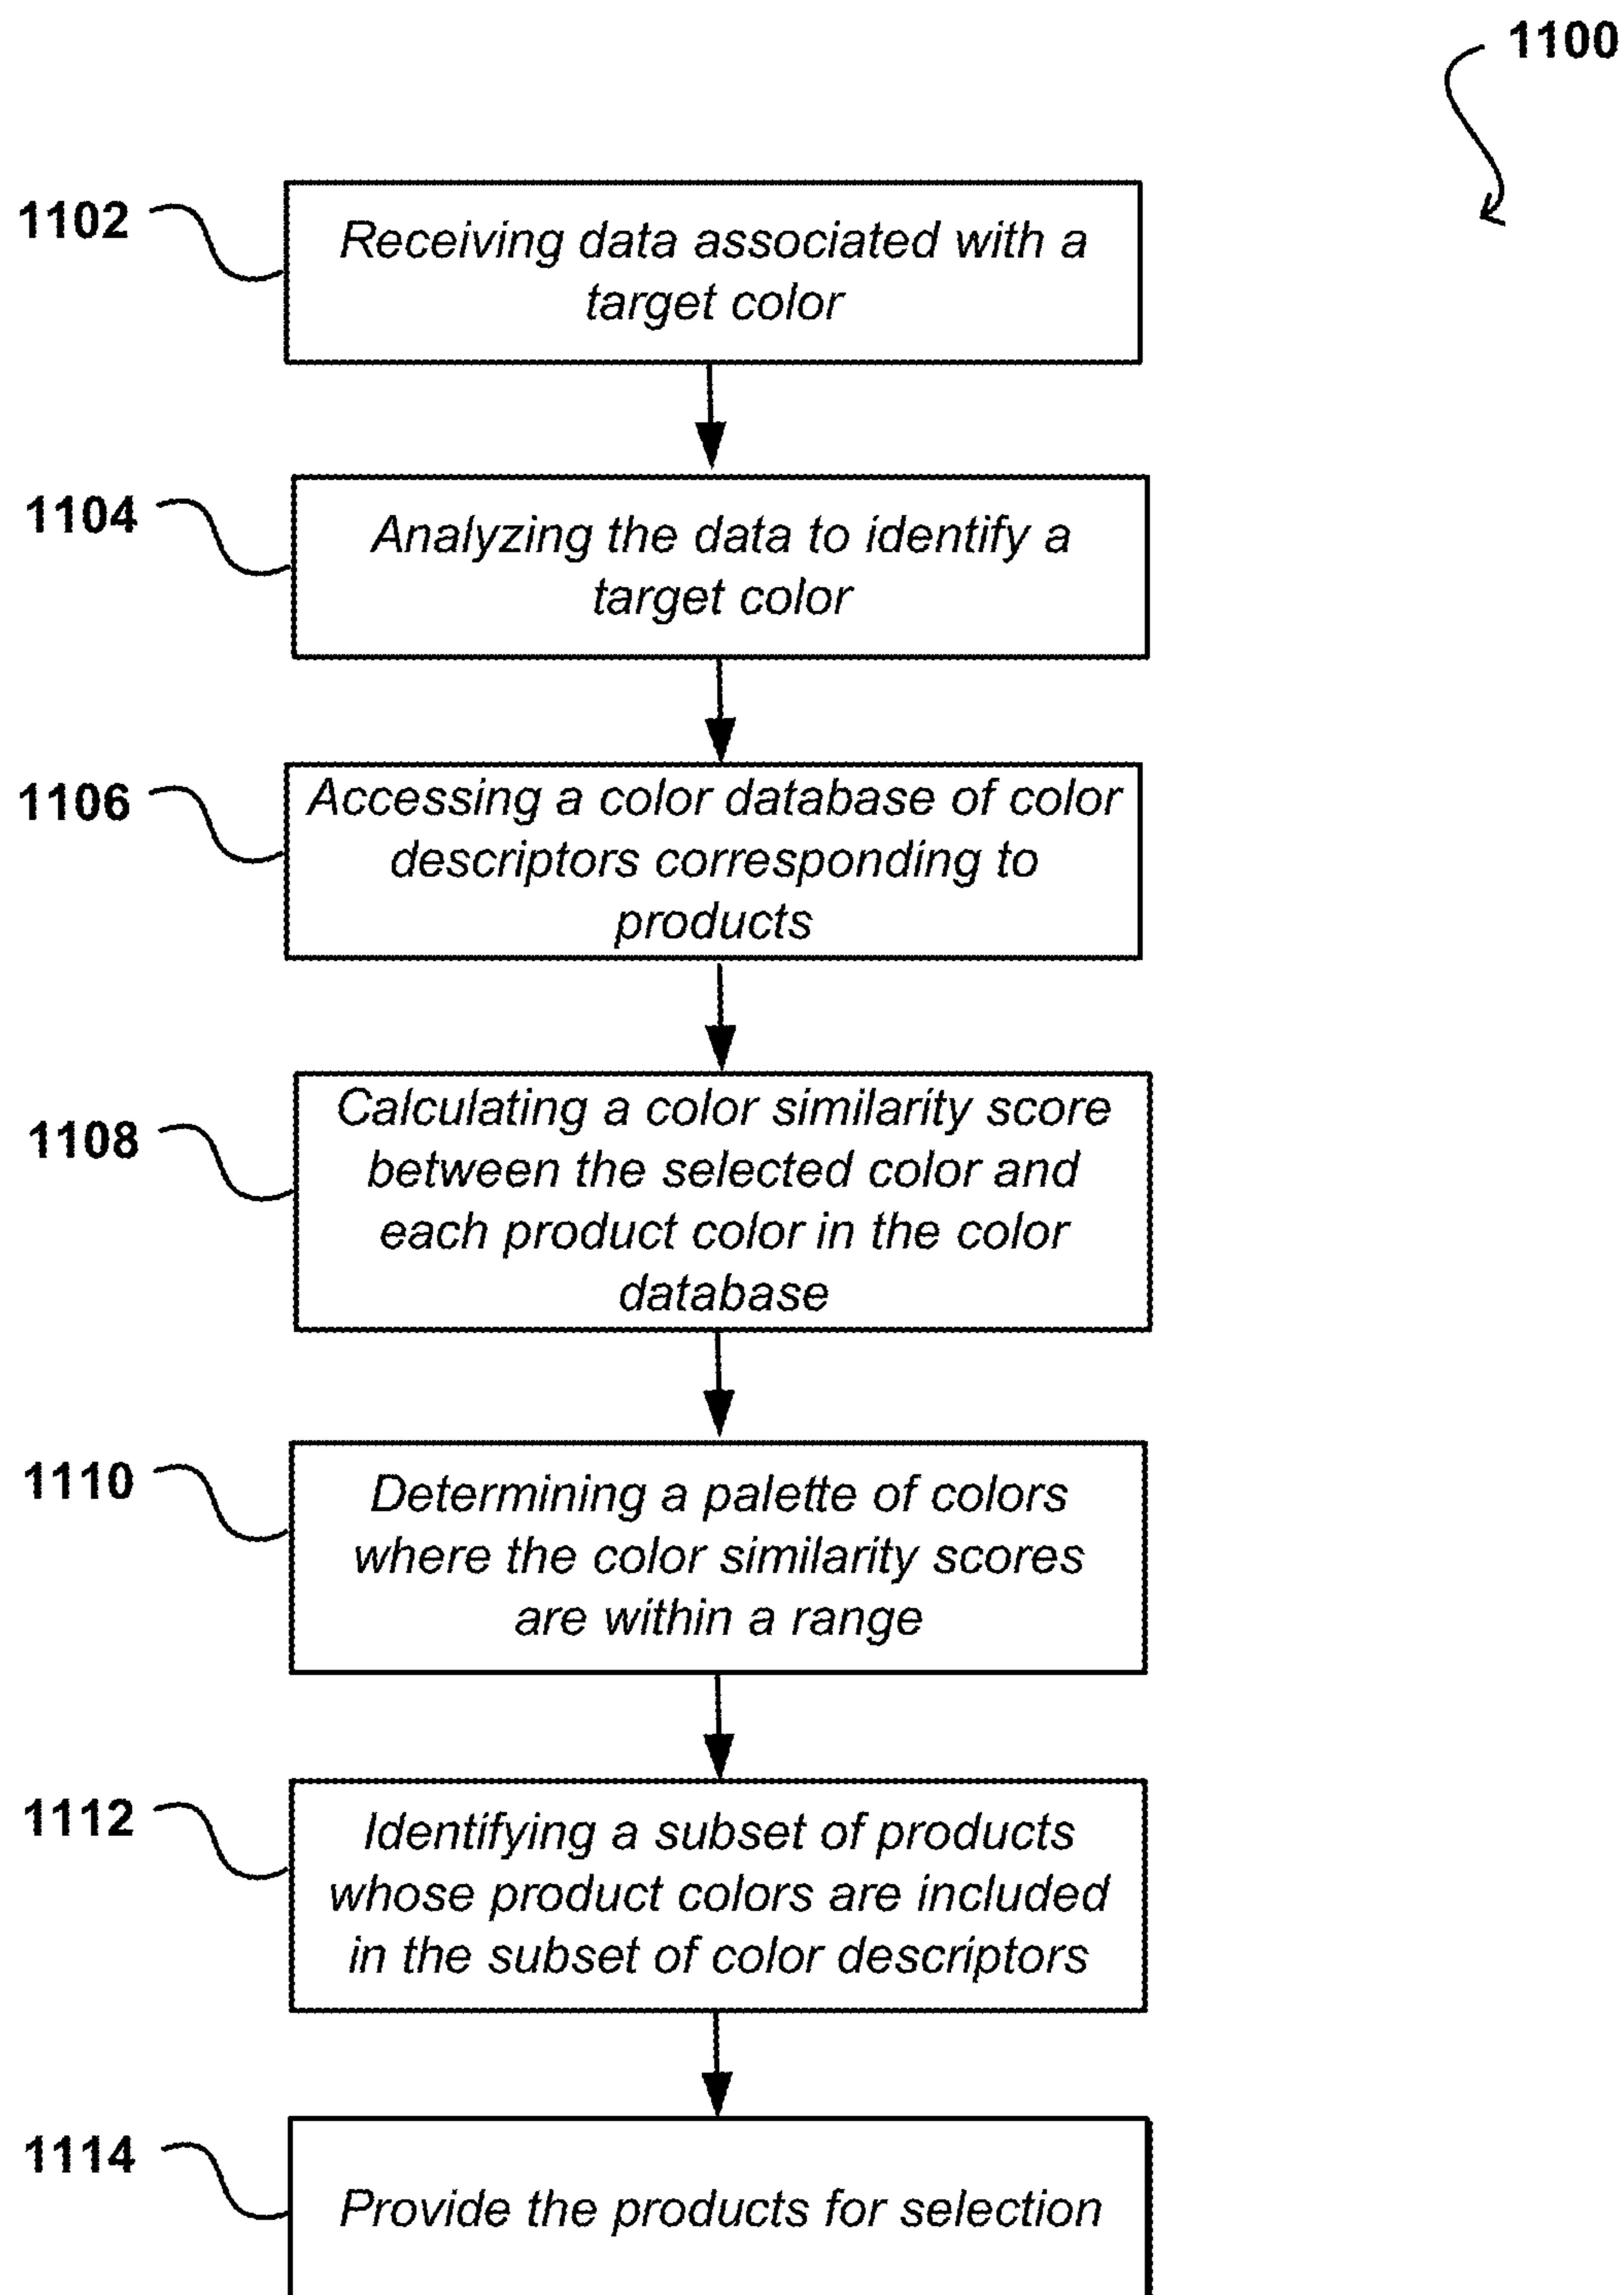 1100
1102
Receiving data associated with a
target color
1104
Analyzing the data to identify a
target color
1106
Accessing a color database of color
descriptors corresponding to
products
1108
Calculating a color similarity score
between the selected color and
each product color in the color
database
1110
Determining a palette of colors
where the color similarity scores
are within a range
1112
Identifying a subset of products
whose product colors are included
in the subset of color descriptors
1114
Provide the products for selection